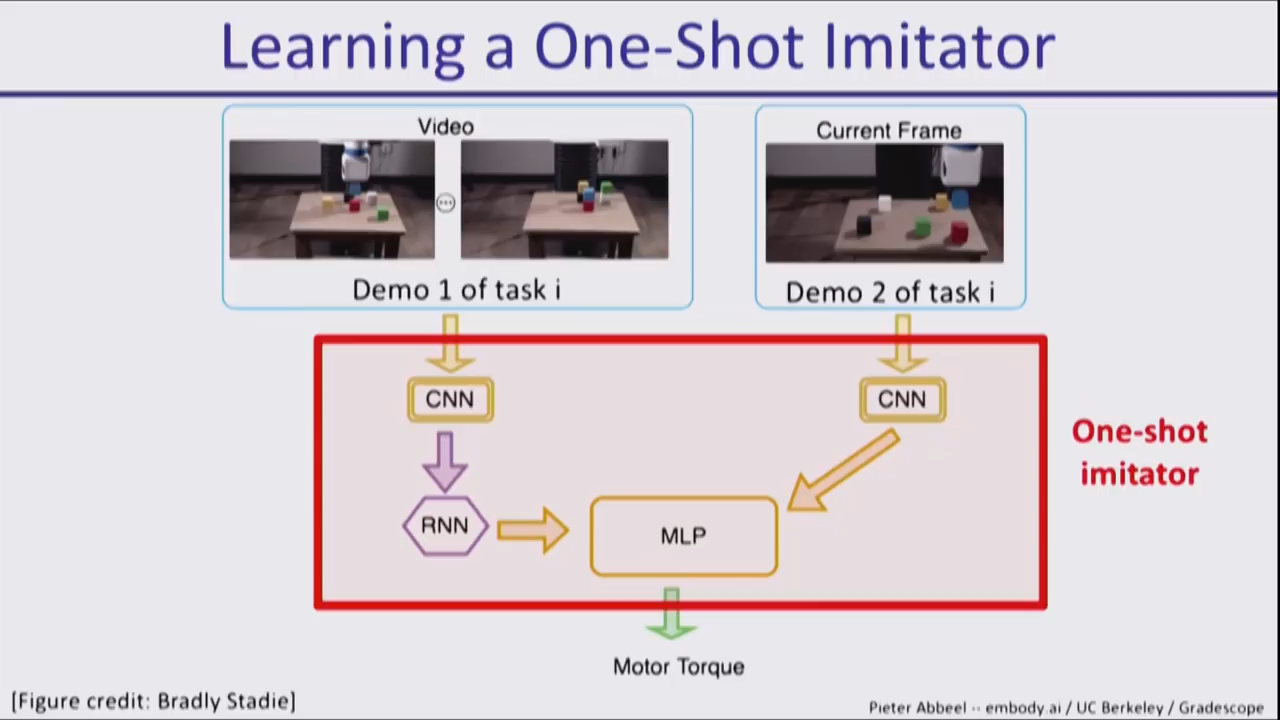 Learning a One-Shot Imitator
Video
Current Frame
Demo 1 of task i
Demo 2 of task i
CNN
CNN
One-shot
imitator
RNN
MLP
Motor Torque
[Figure credit: Bradly Stadie]
Pieter Abbeel -- embody.ai / UC Berkeley / Gradescope